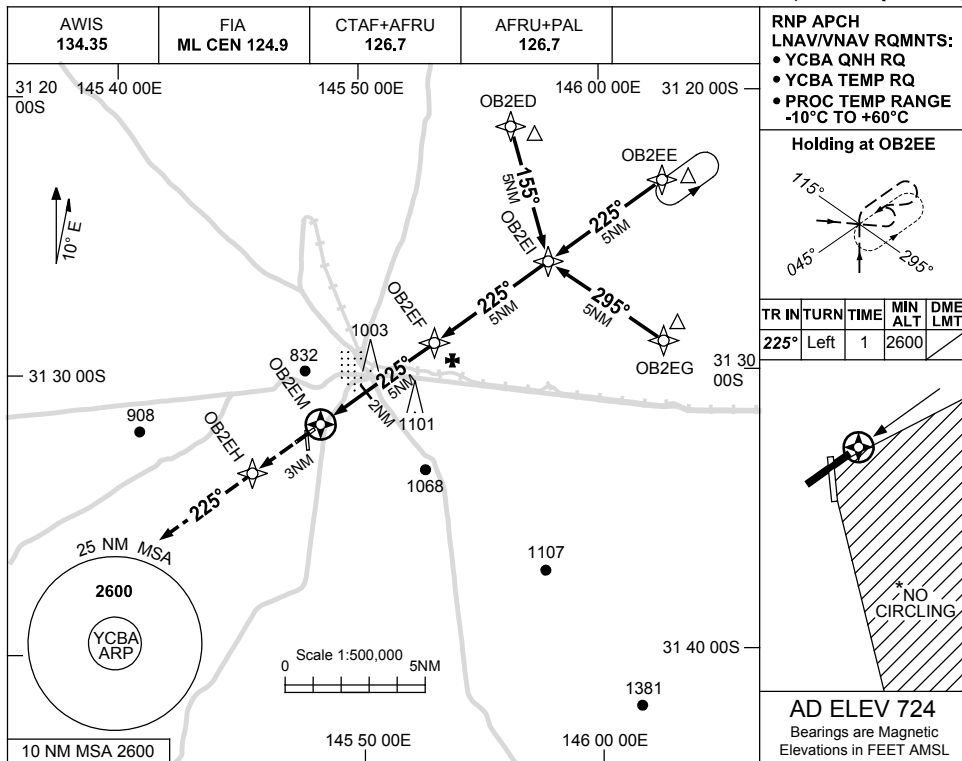 AWIS
134.35
FIA
ML CEN 124.9
CTAF+AFRU
126.7
AFRU+PAL
126.7
RNP APCH
LNAV/VNAV RQMNTS:
• YCBA QNH RQ
• YCBA TEMP RQ
• PROC TEMP RANGE
-10°C TO +60°C
31 20
00S
145 40 00E
145 50 00E
146 00 00E
31 20 00S
OB2ED
OB2EE
155°
5NM
225°
5NM
OB2EI
10° E
225°
5NM
295°
5NM
OB2EF
OB2EG
1003
832
31 30 00S
31 30
00S
225°
5NM
OB2EM
2NM
1101
908
OB2EH
3NM
1068
225°
25 NM MSA
2600
YCBA
ARP
1107
Scale 1:500,000
0
5NM
31 40 00S
1381
10 NM MSA 2600
145 50 00E
146 00 00E
Holding at OB2EE
115°
045°
295°
TR IN
TURN
TIME
MIN
ALT
DME
LMT
225°
Left
1
2600
*NO
CIRCLING
AD ELEV 724
Bearings are Magnetic
Elevations in FEET AMSL